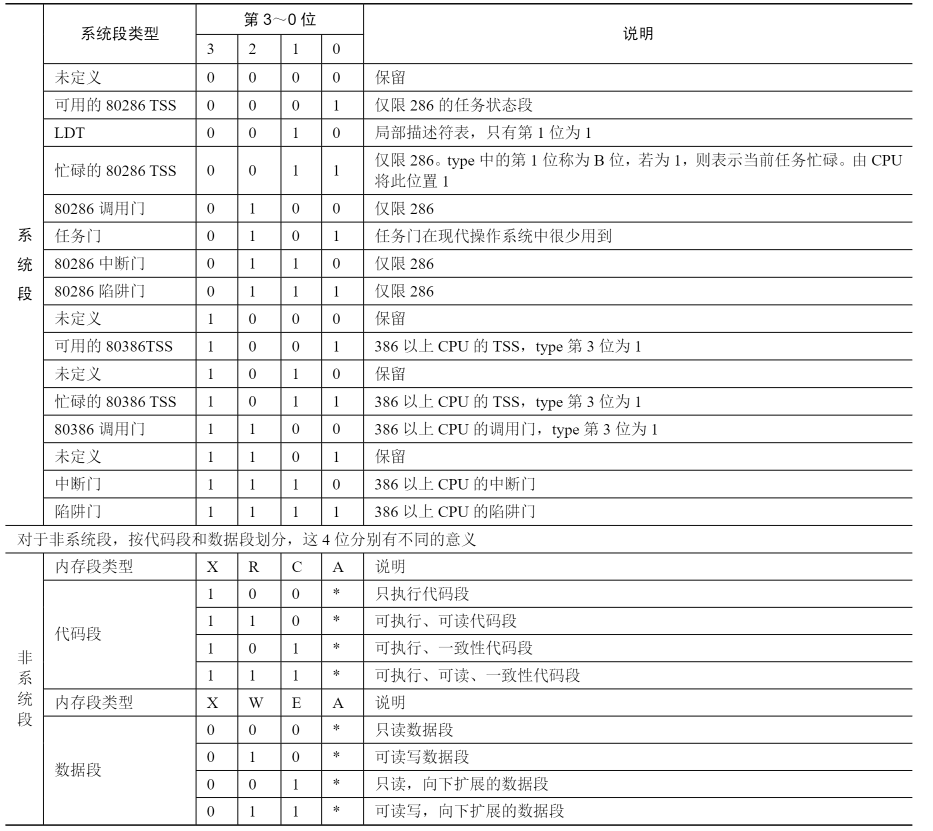 系统段类型 第3～0位 说明
3 2 1 0
系统段
未定义 0 0 0 0 保留
可用的 80286 TSS 0 0 0 1 仅限 286 的任务状态段
LDT 0 0 1 0 局部描述符表，只有第 1 位为 1
忙碌的 80286 TSS 0 0 1 1 仅限 286。type 中的第 1 位称为 B 位，若为 1，则表示当前任务忙碌。由 CPU
将此位置 1
80286 调用门 0 1 0 0 仅限 286
任务门 0 1 0 1 任务门在现代操作系统中很少用到
80286 中断门 0 1 1 0 仅限 286
80286 陷阱门 0 1 1 1 仅限 286
未定义 1 0 0 0 保留
可用的 80386TSS 1 0 0 1 386 以上 CPU 的 TSS，type 第 3 位为 1
未定义 1 0 1 0 保留
忙碌的 80386 TSS 1 0 1 1 386 以上 CPU 的 TSS，type 第 3 位为 1
80386 调用门 1 1 0 0 386 以上 CPU 的调用门，type 第 3 位为 1
未定义 1 1 0 1 保留
中断门 1 1 1 0 386 以上 CPU 的中断门
陷阱门 1 1 1 1 386 以上 CPU 的陷阱门
对于非系统段，按代码段和数据段划分，这 4 位分别有不同的意义
非系统段
内存段类型 X R C A 说明
代码段
1 0 0 * 只执行代码段
1 1 0 * 可执行、可读代码段
1 0 1 * 可执行、一致性代码段
1 1 1 * 可执行、可读、一致性代码段
内存段类型 X W E A 说明
数据段
0 0 0 * 只读数据段
0 1 0 * 可读写数据段
0 0 1 * 只读，向下扩展的数据段
0 1 1 * 可读写，向下扩展的数据段